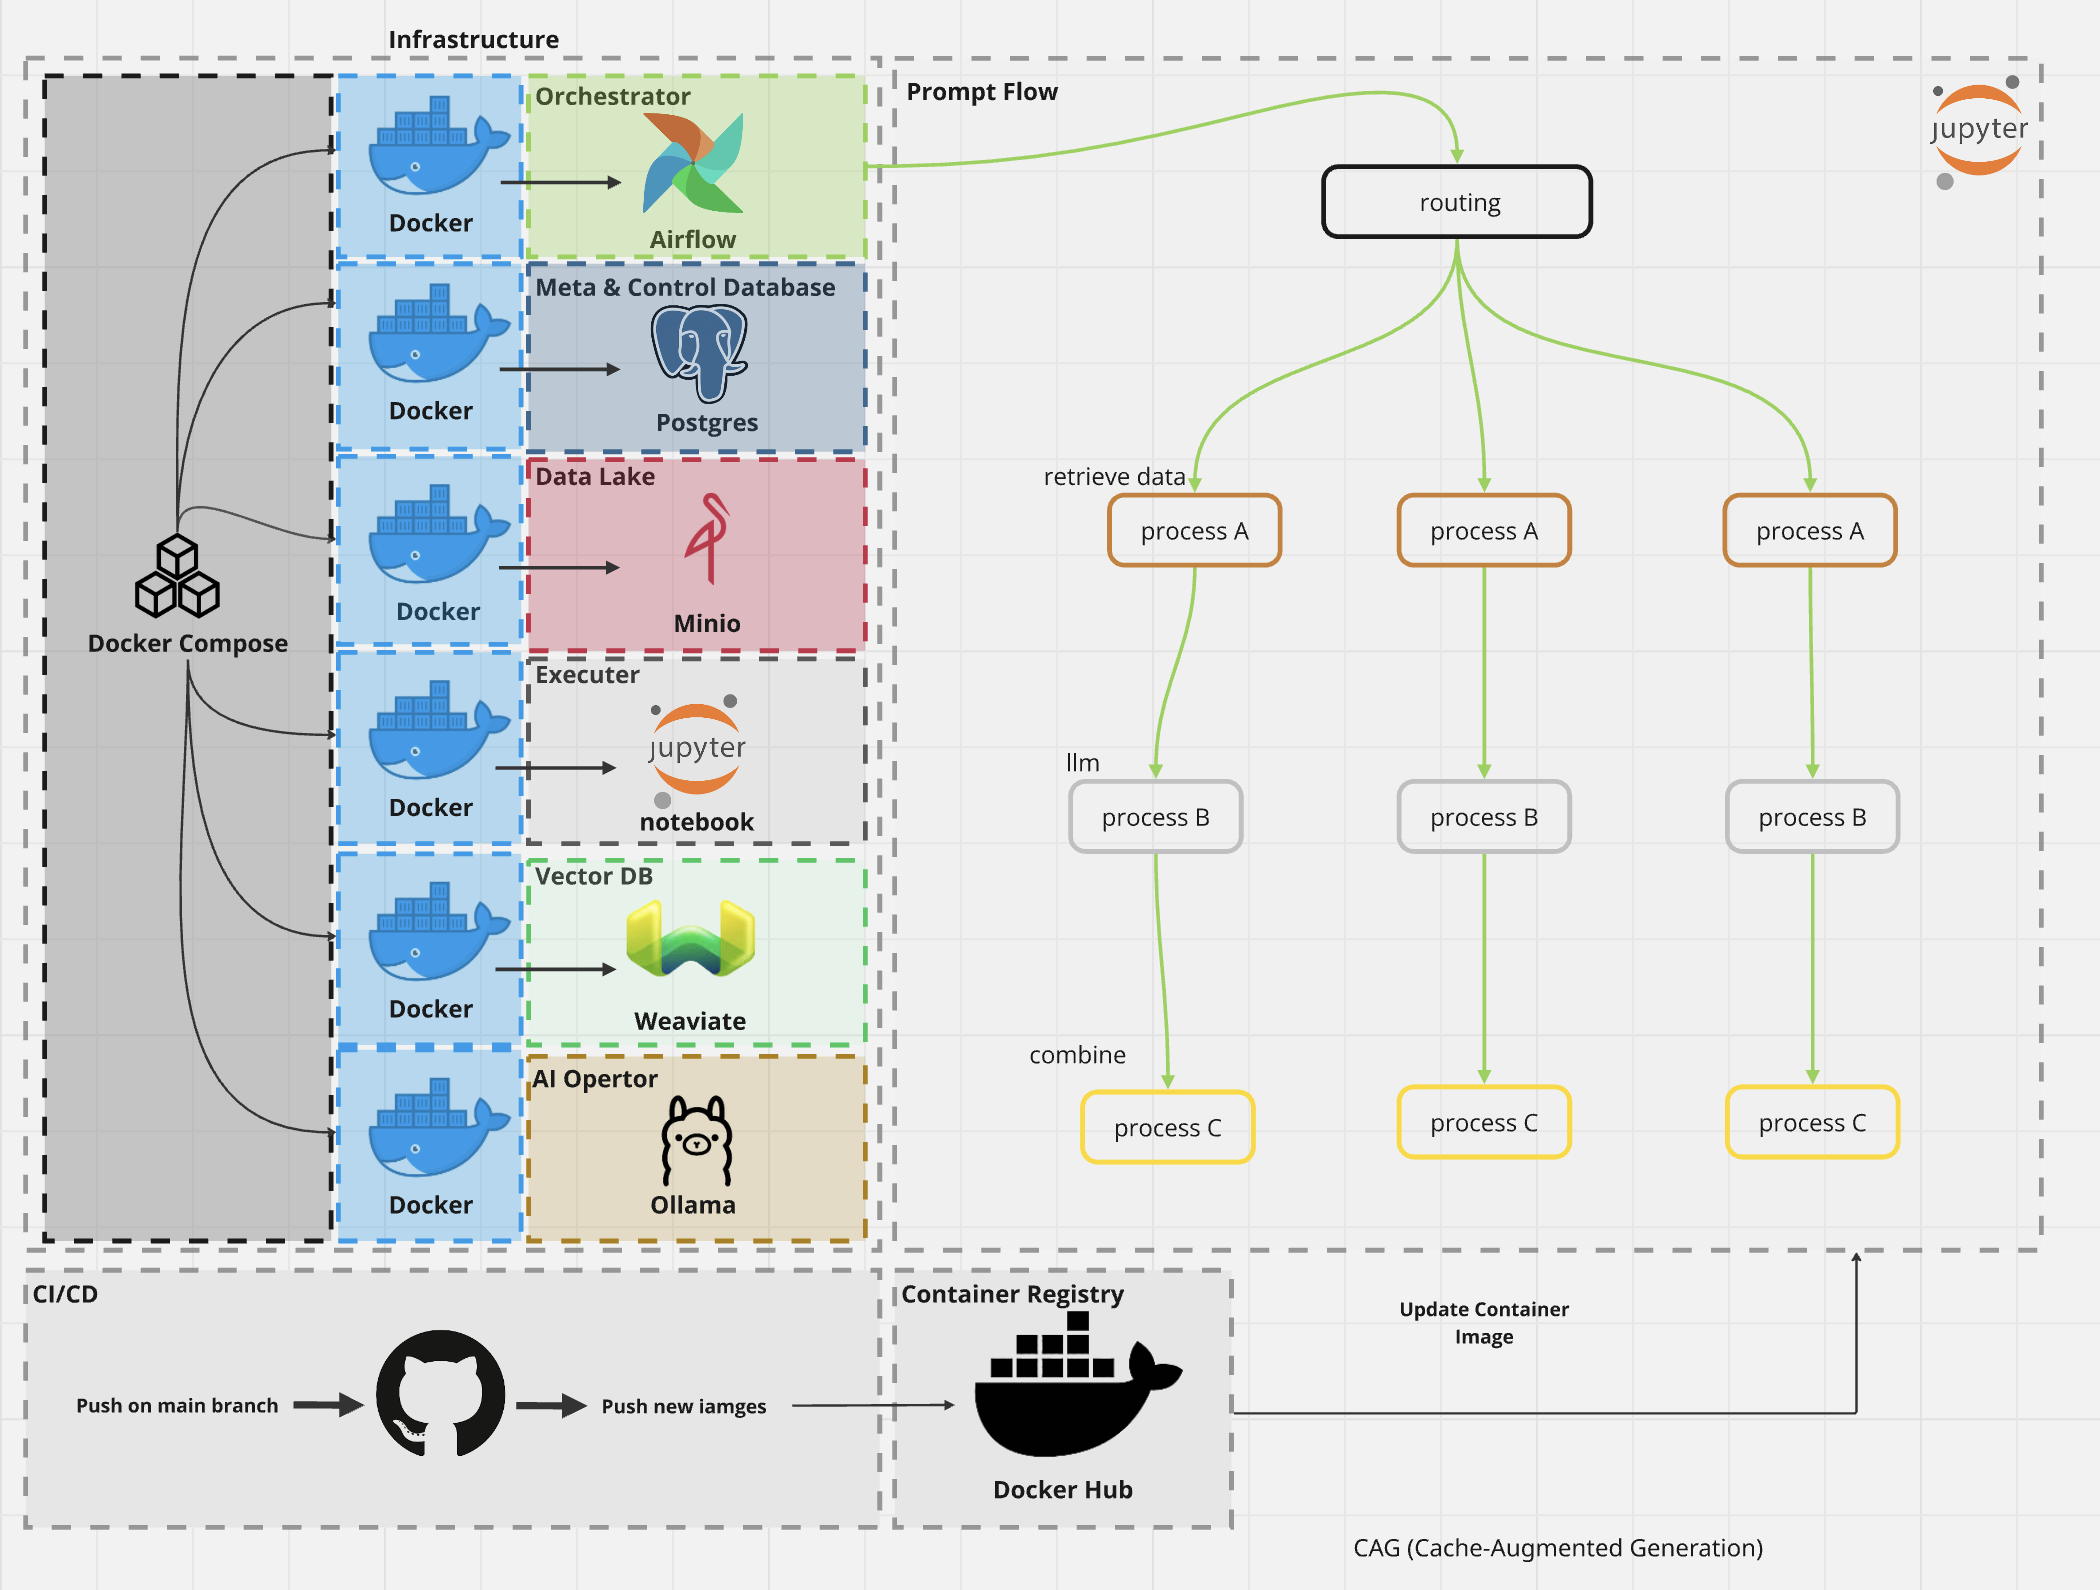 Infrastructure
Docker Compose
Docker
Orchestrator
Airflow
Docker
Meta & Control Database
Postgres
Docker
Data Lake
Minio
Docker
Executer
jupyter
notebook
Docker
Vector DB
Weaviate
Docker
AI Opertor
Ollama
Prompt Flow
jupyter
routing
retrieve data
process A
process A
process A
llm
process B
process B
process B
combine
process C
process C
process C
CI/CD
Push on main branch
Push new iamges
Container Registry
Docker Hub
Update Container
Image
CAG (Cache-Augmented Generation)